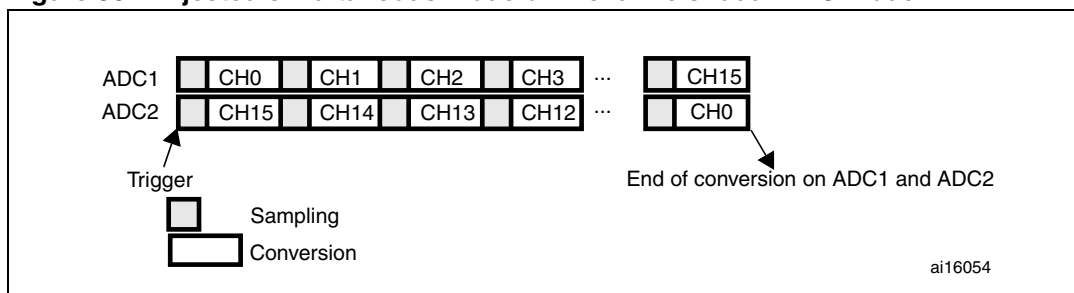 ADC1 CH0 CH1 CH2 CH3 ... CH15
ADC2 CH15 CH14 CH13 CH12 ... CH0
Trigger
End of conversion on ADC1 and ADC2
Sampling
Conversion
ai16054